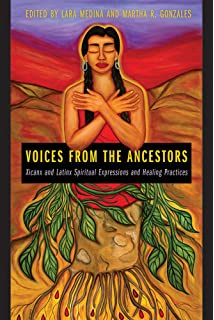 EDITED BY LARA MEDINA AND MARTHA R. GONZALES
VOICES FROM THE ANCESTORS
Xicanx and Latinx Spiritual Expressions and Healing Practices